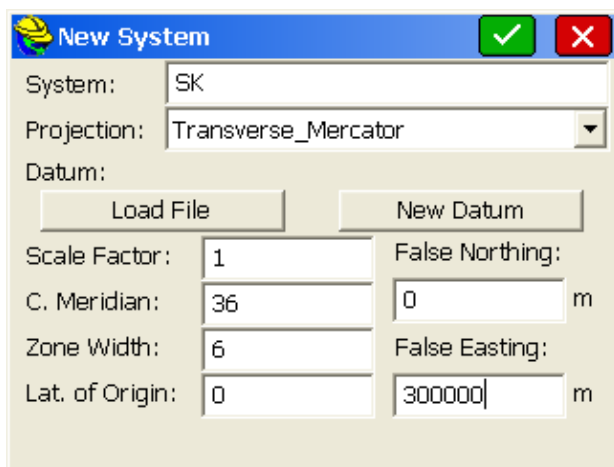 New System
System: SK
Projection: Transverse_Mercator
Datum:
Load File New Datum
Scale Factor: 1 False Northing:
C. Meridian: 36 0 m
Zone Width: 6 False Easting:
Lat. of Origin: 0 300000 m